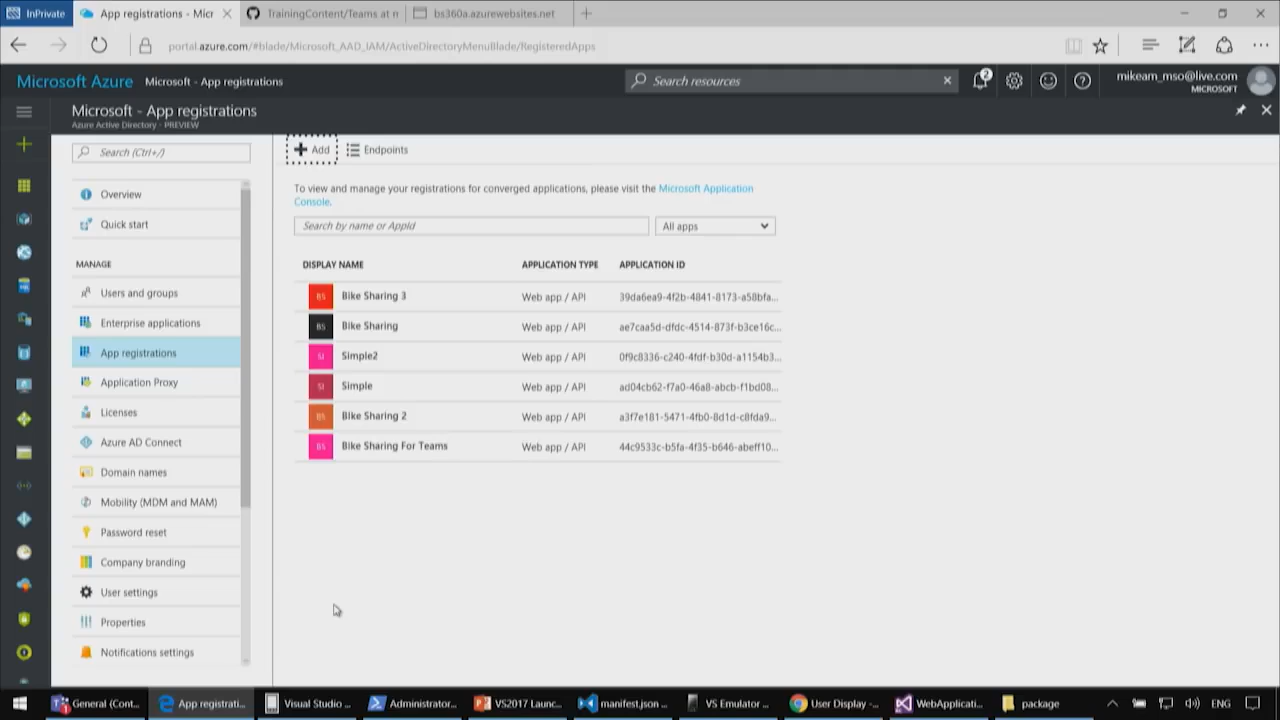 InPrivate
App registrations - Micr
TrainingContent/Teams at n
bs360a.azurewebsites.net
portal.azure.com/#blade/Microsoft_AAD_IAM/ActiveDirectoryMenuBlade/RegisteredApps
Microsoft Azure
Microsoft - App registrations
Search resources
2
mikeam_mso@live.com
MICROSOFT
Microsoft - App registrations
Azure Active Directory - PREVIEW
Search (Ctrl+/)
Overview
Quick start
MANAGE
Users and groups
Enterprise applications
App registrations
Application Proxy
Licenses
Azure AD Connect
Domain names
Mobility (MDM and MAM)
Password reset
Company branding
User settings
Properties
Notifications settings
Add
Endpoints
To view and manage your registrations for converged applications, please visit the Microsoft Application
Console.
Search by name or AppId
All apps
DISPLAY NAME APPLICATION TYPE APPLICATION ID
BS Bike Sharing 3 Web app / API 39da6ea9-4f2b-4841-8173-a58bfa...
BS Bike Sharing Web app / API ae7caa5d-dfdc-4514-873f-b3ce16c...
SI Simple2 Web app / API 0f9c8336-c240-4fdf-b30d-a1154b3...
SI Simple Web app / API ad04cb62-f7a0-46a8-abcb-f1bd08...
BS Bike Sharing 2 Web app / API a3f7e181-5471-4fb0-8d1d-c8fda9...
BS Bike Sharing For Teams Web app / API 44c9533c-b5fa-4f35-b646-abeff10...
General (Cont...
App registrati...
Visual Studio ...
Administrator...
VS2017 Launc...
manifest.json ...
VS Emulator ...
User Display -...
WebApplicati...
package
ENG